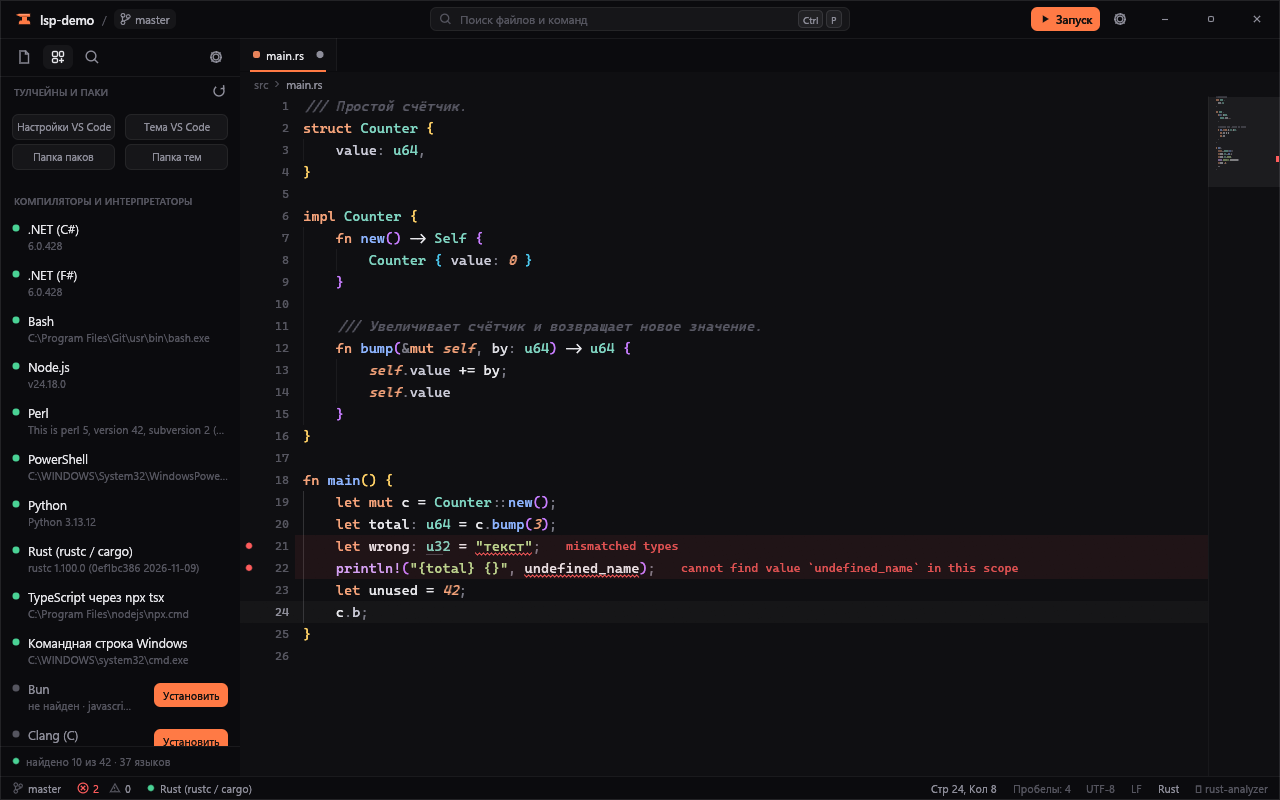 lsp-demo / master
Поиск файлов и команд Ctrl P
Запуск
main.rs
ТУЛЧЕЙНЫ И ПАКИ
Настройки VS Code Тема VS Code
Папка паков Папка тем
КОМПИЛЯТОРЫ И ИНТЕРПРЕТАТОРЫ
.NET (C#)
6.0.428
.NET (F#)
6.0.428
Bash
C:\Program Files\Git\usr\bin\bash.exe
Node.js
v24.18.0
Perl
This is perl 5, version 42, subversion 2 (...
PowerShell
C:\WINDOWS\System32\WindowsPowe...
Python
Python 3.13.12
Rust (rustc / cargo)
rustc 1.100.0 (0ef1bc386 2026-11-09)
TypeScript через npx tsx
C:\Program Files\nodejs\npx.cmd
Командная строка Windows
C:\WINDOWS\system32\cmd.exe
Bun
не найден · javascri...
Установить
Clang (C)
Установить
найдено 10 из 42 · 37 языков
src > main.rs
1 /// Простой счётчик.
2 struct Counter {
3 value: u64,
4 }
5
6 impl Counter {
7 fn new() -> Self {
8 Counter { value: 0 }
9 }
10
11 /// Увеличивает счётчик и возвращает новое значение.
12 fn bump(&mut self, by: u64) -> u64 {
13 self.value += by;
14 self.value
15 }
16 }
17
18 fn main() {
19 let mut c = Counter::new();
20 let total: u64 = c.bump(3);
21 let wrong: u32 = "текст"; mismatched types
22 println!("{total} {}", undefined_name); cannot find value `undefined_name` in this scope
23 let unused = 42;
24 c.b;
25 }
26
master 2 0 Rust (rustc / cargo)
Стр 24, Кол 8 Пробелы: 4 UTF-8 LF Rust rust-analyzer